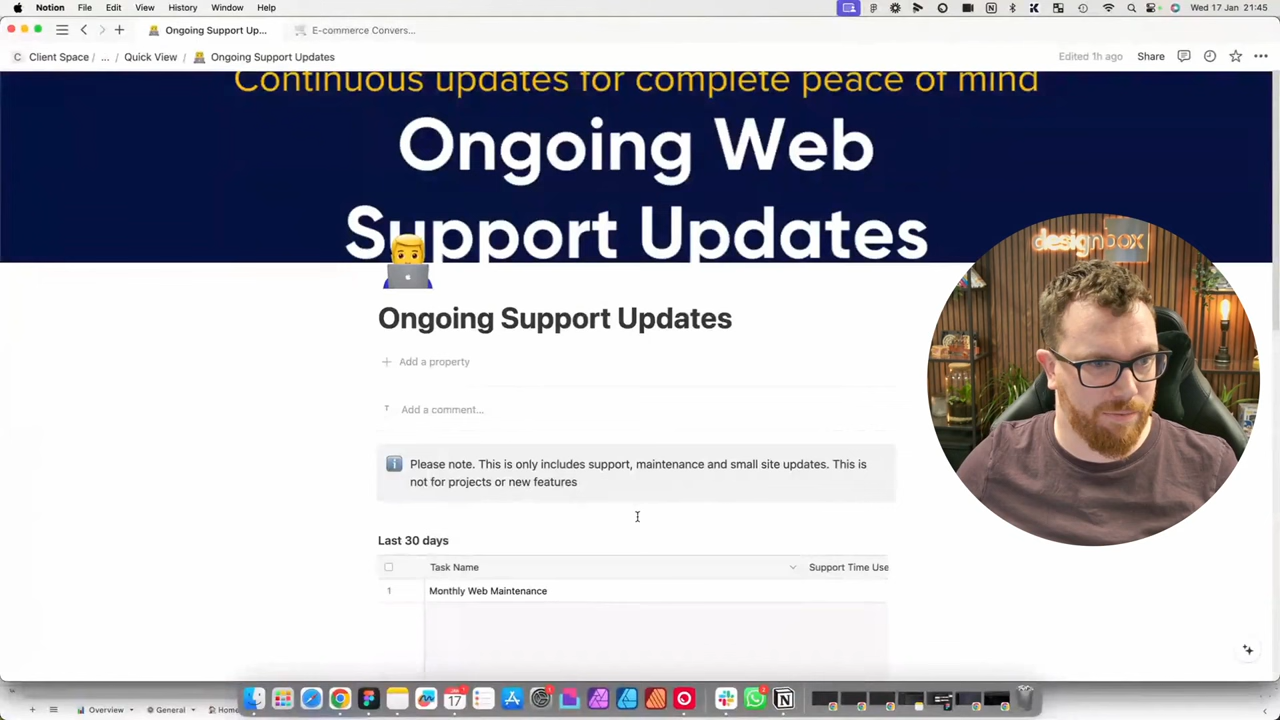 Notion File Edit View History Window Help Wed 17 Jan 21:45
Ongoing Support Up... E-commerce Convers...
Client Space / ... / Quick View / Ongoing Support Updates Edited 1h ago Share
Continuous updates for complete peace of mind
Ongoing Web
Support Updates
designbox
Ongoing Support Updates
Add a property
Add a comment...
Please note. This is only includes support, maintenance and small site updates. This is
not for projects or new features
Last 30 days
Task Name Support Time Use
1 Monthly Web Maintenance
17
Overview General Home